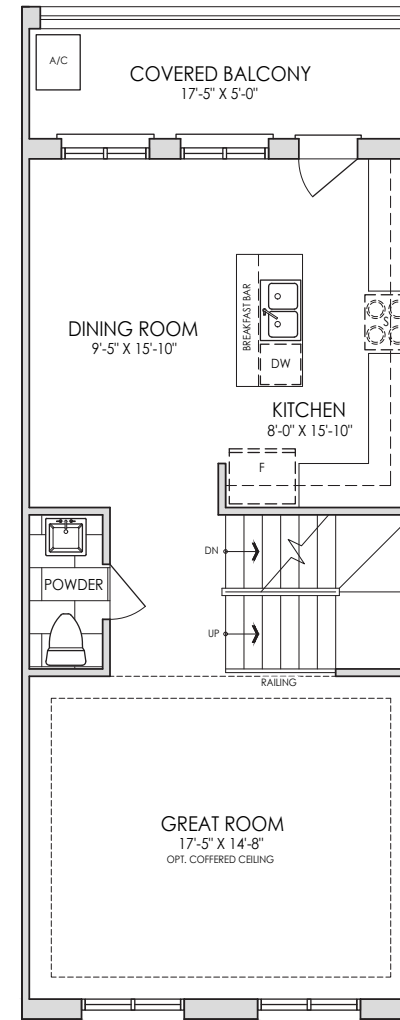 A/C
COVERED BALCONY
17'-5" X 5'-0"
BREAKFAST BAR
DINING ROOM
9'-5" X 15'-10"
S
DW
KITCHEN
8'-0" X 15'-10"
F
DN
POWDER
UP
RAILING
GREAT ROOM
17'-5" X 14'-8"
OPT. COFFERED CEILING